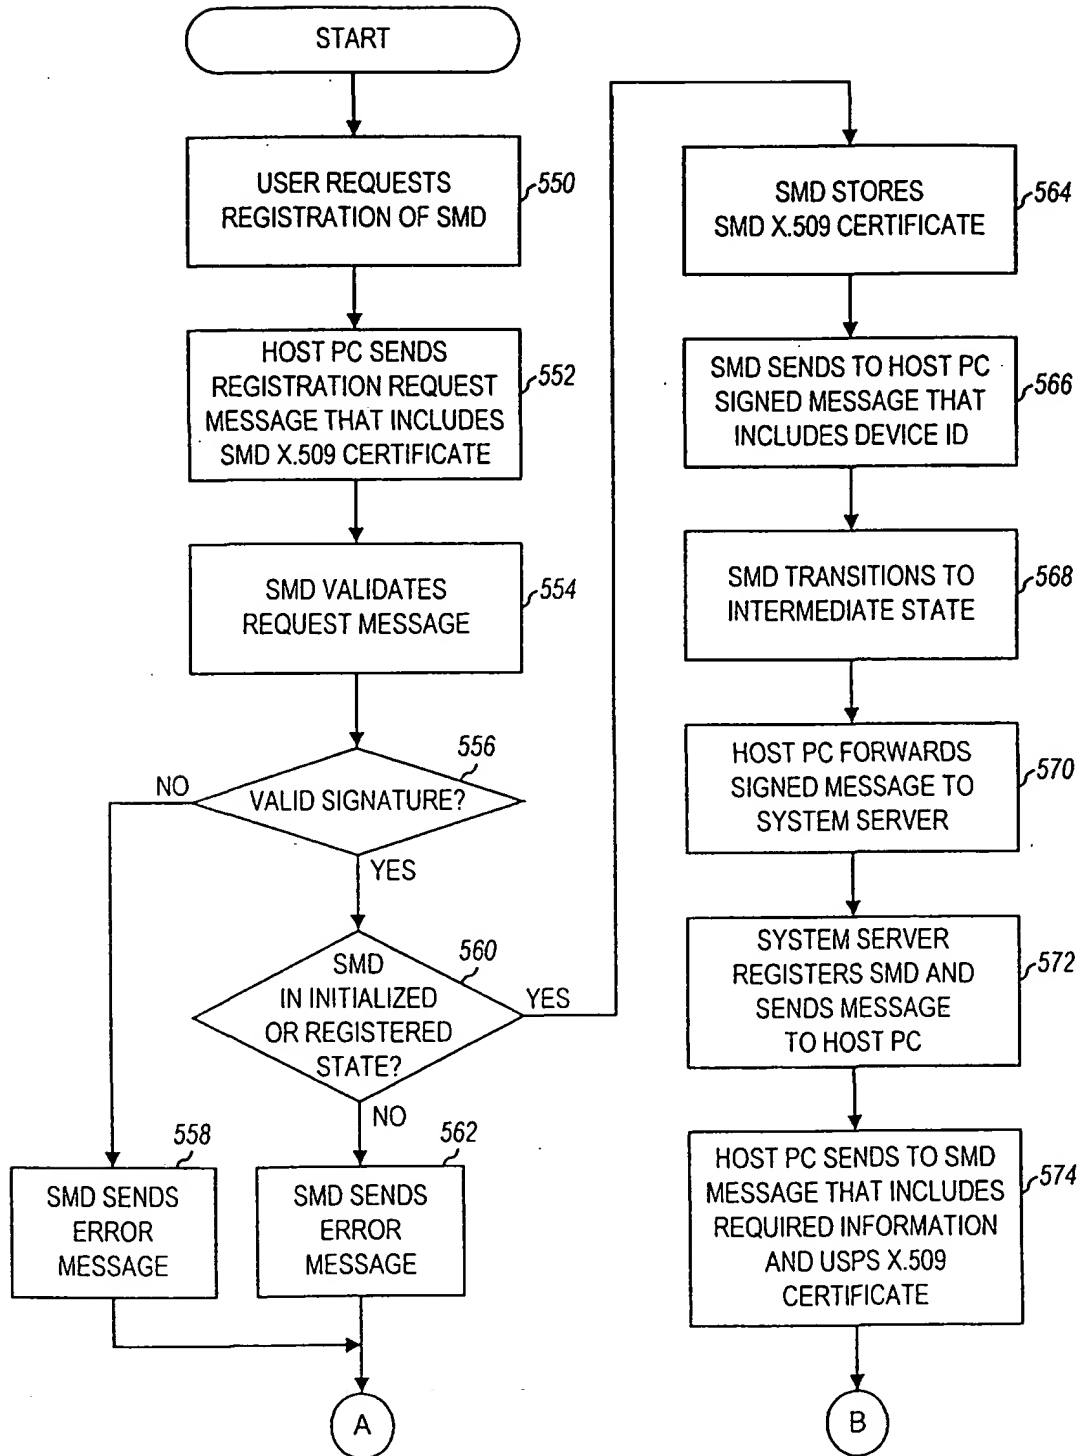 START
USER REQUESTS
REGISTRATION OF SMD
550
HOST PC SENDS
REGISTRATION REQUEST
MESSAGE THAT INCLUDES
SMD X.509 CERTIFICATE
552
SMD VALIDATES
REQUEST MESSAGE
554
556
NO
VALID SIGNATURE?
YES
560
SMD
IN INITIALIZED
OR REGISTERED
STATE?
YES
NO
558
SMD SENDS
ERROR
MESSAGE
562
SMD SENDS
ERROR
MESSAGE
A
SMD STORES
SMD X.509 CERTIFICATE
564
SMD SENDS TO HOST PC
SIGNED MESSAGE THAT
INCLUDES DEVICE ID
566
SMD TRANSITIONS TO
INTERMEDIATE STATE
568
HOST PC FORWARDS
SIGNED MESSAGE TO
SYSTEM SERVER
570
SYSTEM SERVER
REGISTERS SMD AND
SENDS MESSAGE
TO HOST PC
572
HOST PC SENDS TO SMD
MESSAGE THAT INCLUDES
REQUIRED INFORMATION
AND USPS X.509
CERTIFICATE
574
B